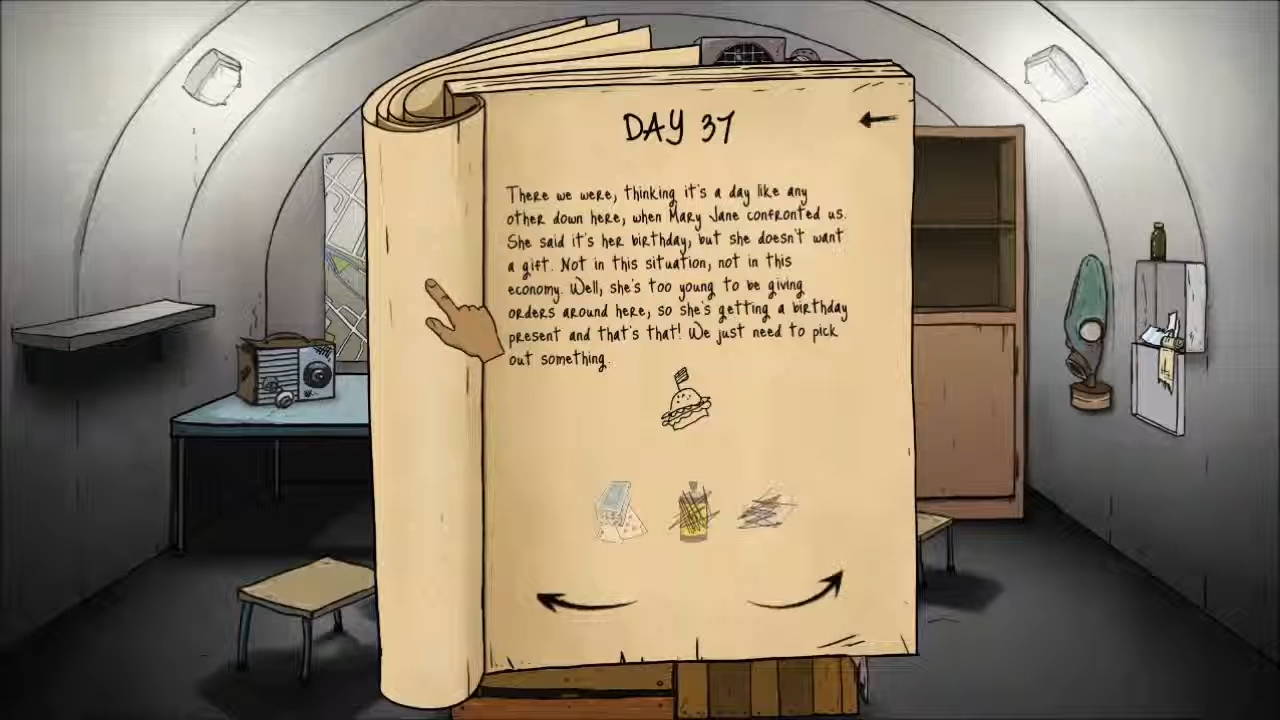 DAY 37
There we were, thinking it's a day like any
other down here, when Mary Jane confronted us.
She said it's her birthday, but she doesn't want
a gift. Not in this situation, not in this
economy. Well, she's too young to be giving
orders around here, so she's getting a birthday
present and that's that! We just need to pick
out something.